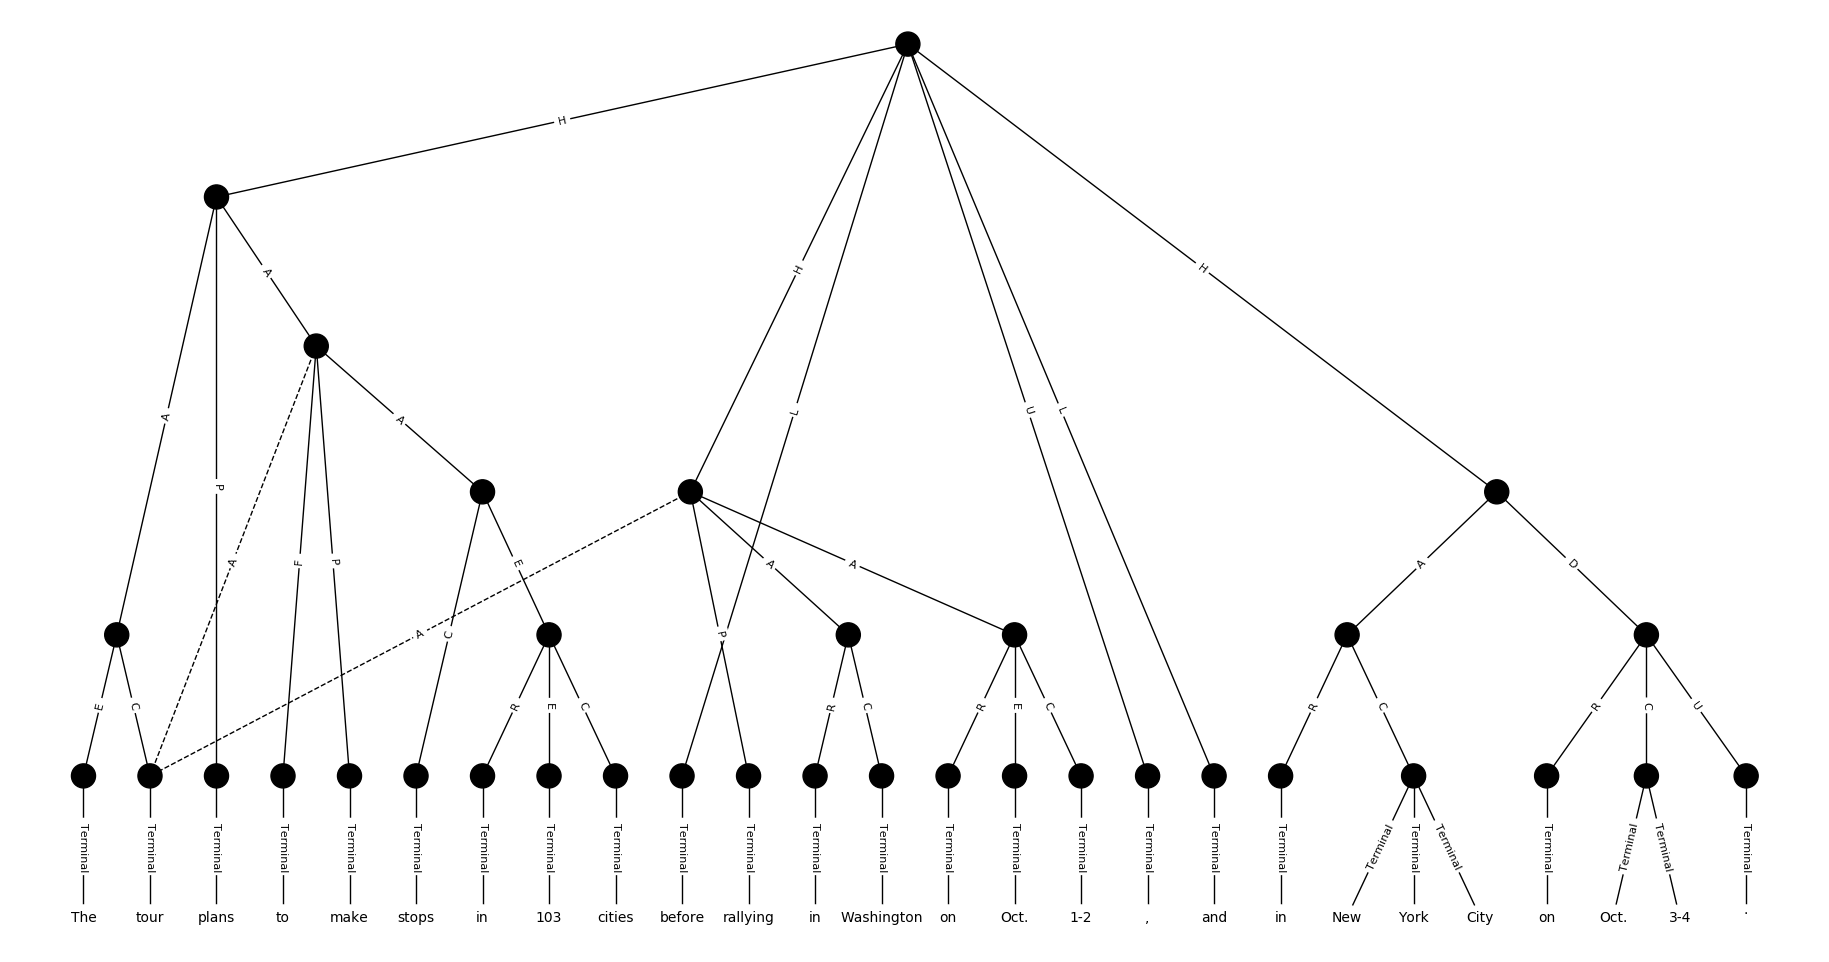 H
A
H
H
A
A
P
L
U
L
A
F
P
E
A
A
A
D
A
C
P
E
C
R
E
C
R
C
R
E
C
R
C
R
C
U
Terminal Terminal Terminal Terminal Terminal Terminal Terminal Terminal Terminal Terminal Terminal Terminal Terminal Terminal Terminal Terminal Terminal Terminal Terminal Terminal Terminal Terminal Terminal Terminal Terminal Terminal
The tour plans to make stops in 103 cities before rallying in Washington on Oct. 1-2 , and in New York City on Oct. 3-4 .